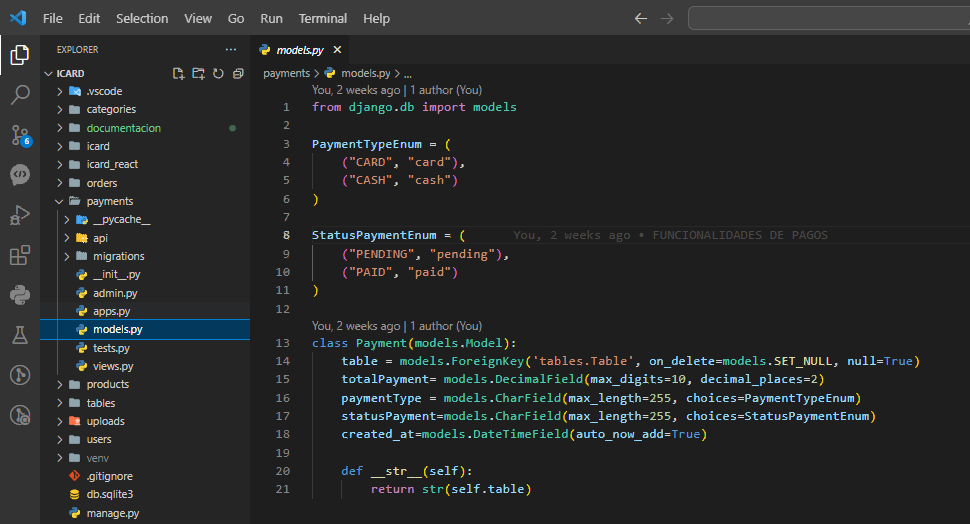 File Edit Selection View Go Run Terminal Help
EXPLORER ...
models.py
ICARD
payments > models.py > ...
.vscode
categories
documentacion
icard
icard_react
orders
payments
__pycache__
api
migrations
__init__.py
admin.py
apps.py
models.py
tests.py
views.py
products
tables
uploads
users
venv
.gitignore
db.sqlite3
manage.py
6
You, 2 weeks ago | 1 author (You)
1 from django.db import models
2
3 PaymentTypeEnum = (
4     ("CARD", "card"),
5     ("CASH", "cash")
6 )
7
8 StatusPaymentEnum = (    You, 2 weeks ago • FUNCIONALIDADES DE PAGOS
9     ("PENDING", "pending"),
10     ("PAID", "paid")
11 )
12
You, 2 weeks ago | 1 author (You)
13 class Payment(models.Model):
14     table = models.ForeignKey('tables.Table', on_delete=models.SET_NULL, null=True)
15     totalPayment= models.DecimalField(max_digits=10, decimal_places=2)
16     paymentType = models.CharField(max_length=255, choices=PaymentTypeEnum)
17     statusPayment=models.CharField(max_length=255, choices=StatusPaymentEnum)
18     created_at=models.DateTimeField(auto_now_add=True)
19
20     def __str__(self):
21         return str(self.table)